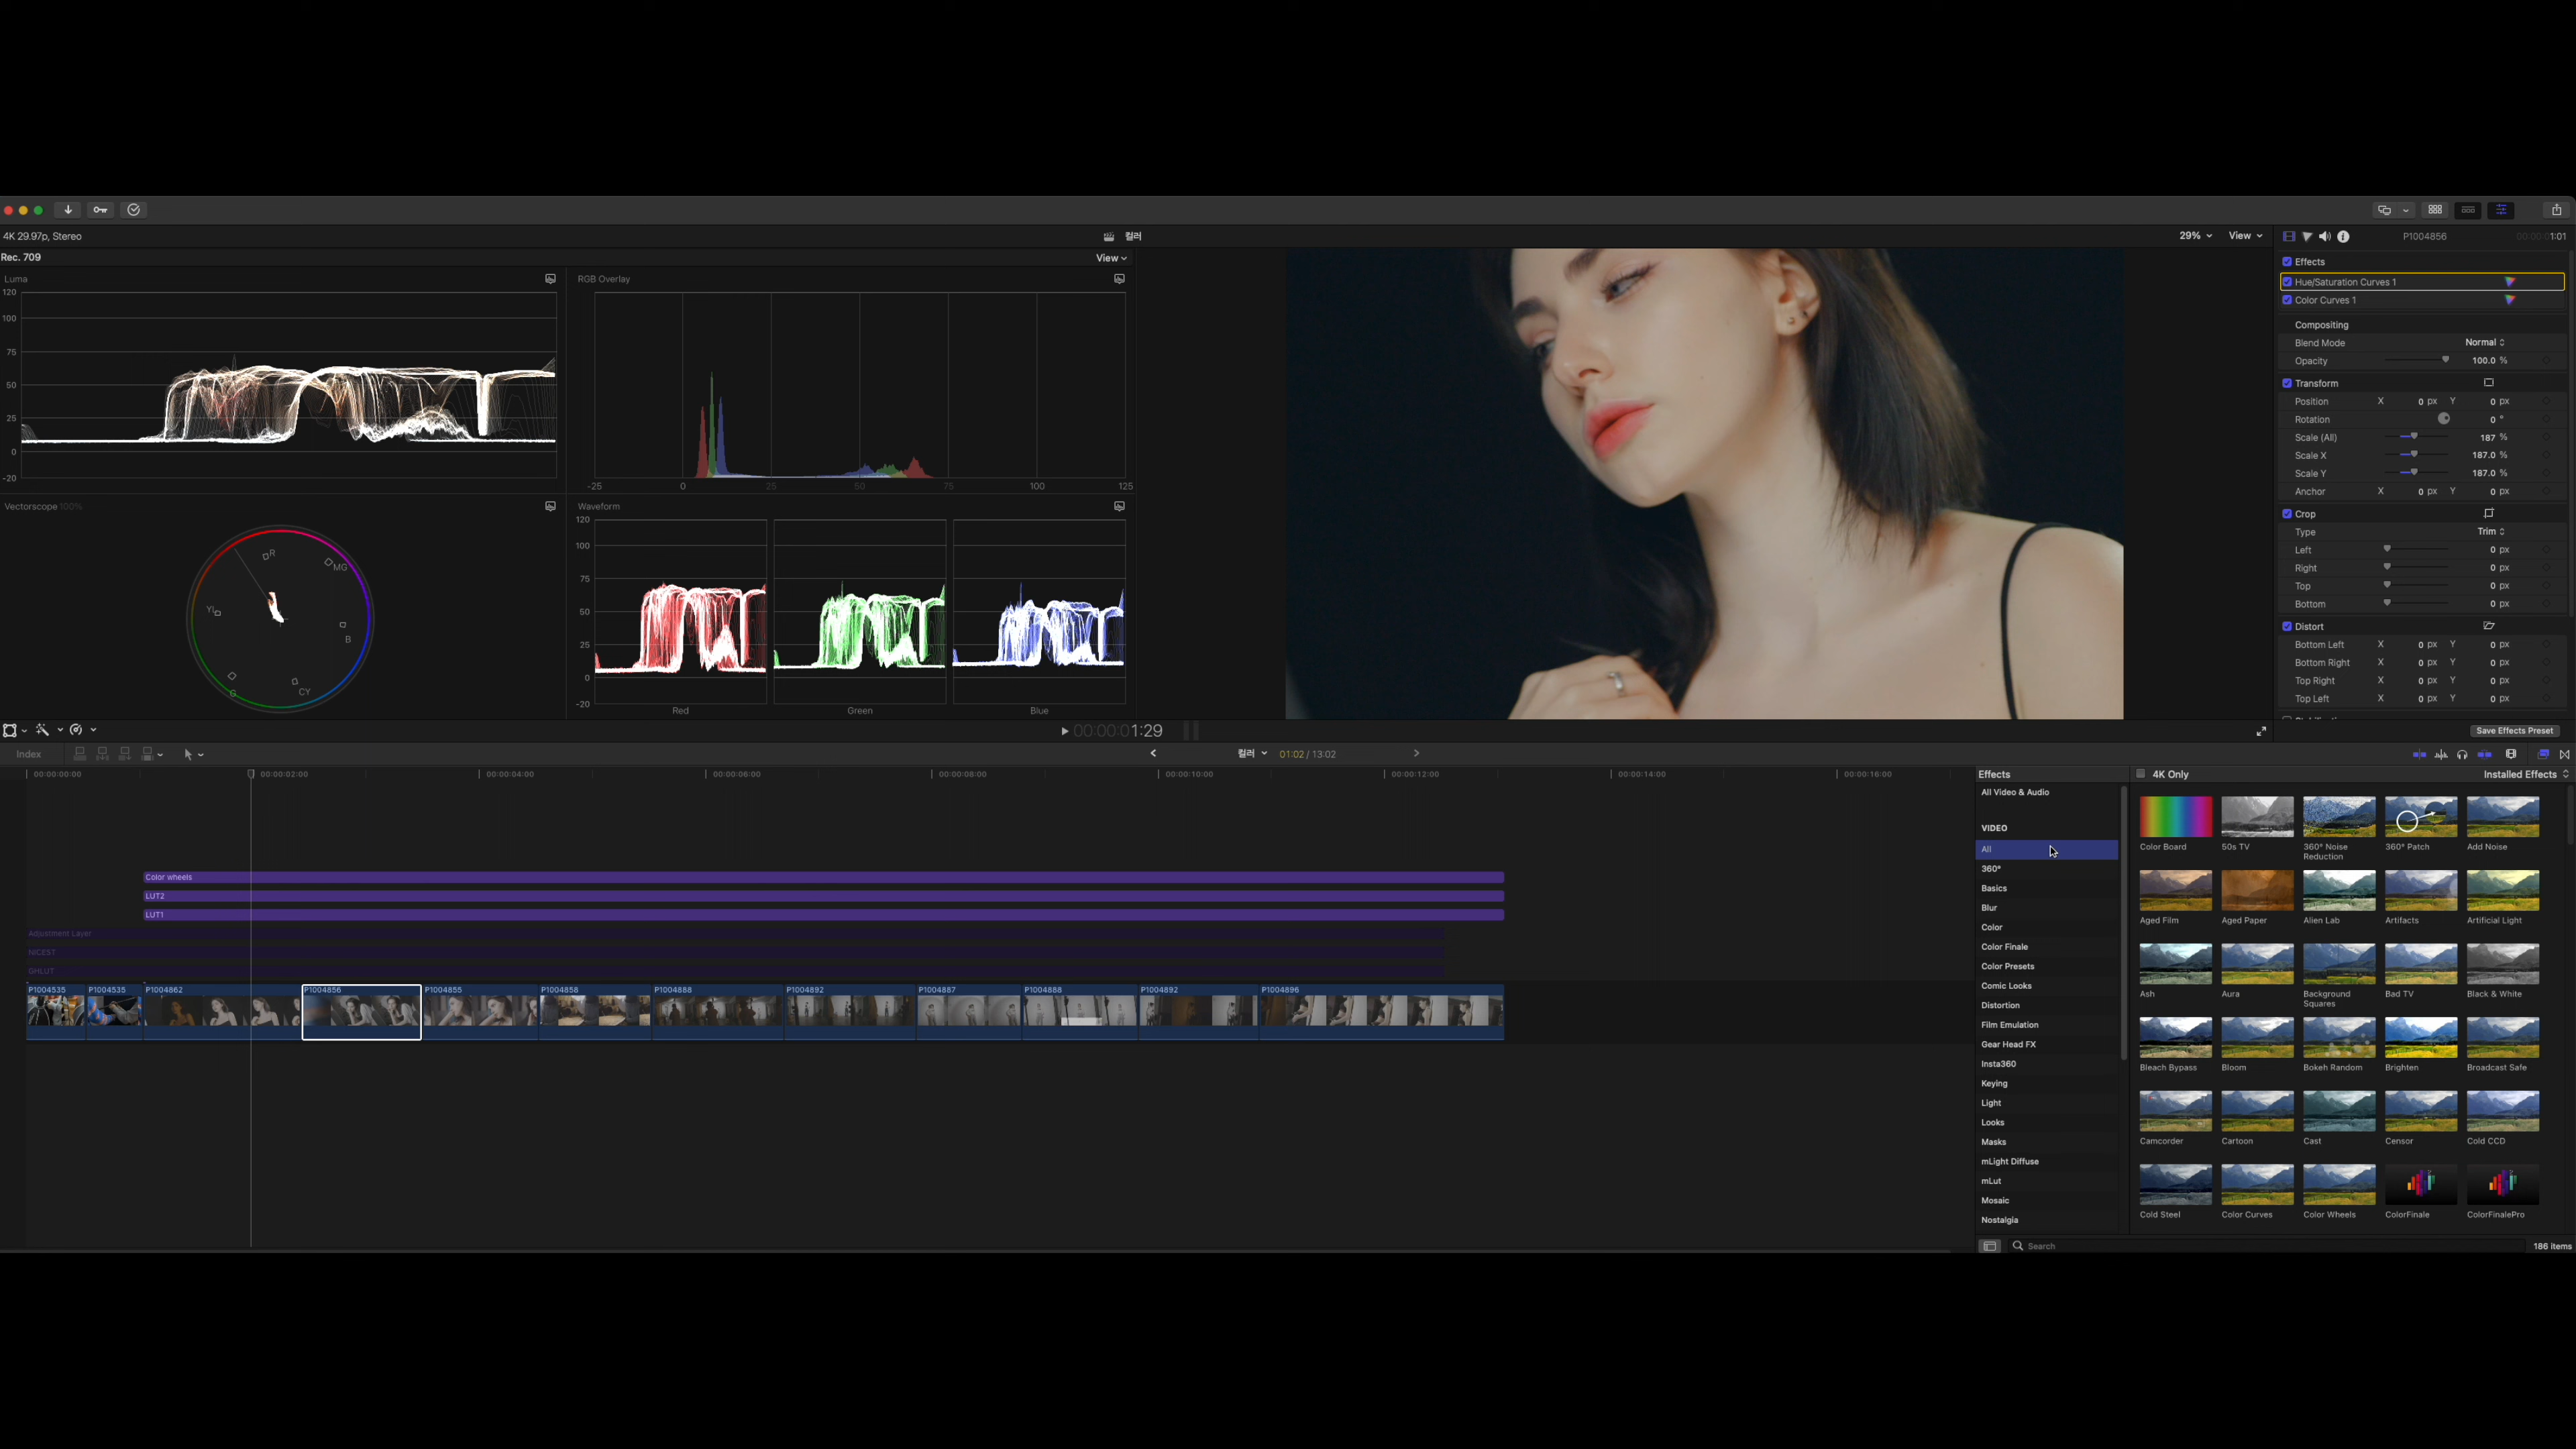 4K 29.97p, Stereo
컬러
29%
View
P1004856
00:00:01:01
Rec. 709
View
Luma
120
100
75
50
25
0
-20
RGB Overlay
-25
0
25
50
75
100
125
Vectorscope 100%
R
MG
B
CY
G
YL
Waveform
120
100
75
50
25
0
-20
Red
Green
Blue
Effects
Hue/Saturation Curves 1
Color Curves 1
Compositing
Blend Mode Normal
Opacity 100.0 %
Transform
Position X 0 px Y 0 px
Rotation 0 °
Scale (All) 187 %
Scale X 187.0 %
Scale Y 187.0 %
Anchor X 0 px Y 0 px
Crop
Type Trim
Left 0 px
Right 0 px
Top 0 px
Bottom 0 px
Distort
Bottom Left X 0 px Y 0 px
Bottom Right X 0 px Y 0 px
Top Right X 0 px Y 0 px
Top Left X 0 px Y 0 px
Save Effects Preset
00:00:01:29
Index
컬러
01:02 / 13:02
00:00:00:00
00:00:02:00
00:00:04:00
00:00:06:00
00:00:08:00
00:00:10:00
00:00:12:00
00:00:14:00
00:00:16:00
Color wheels
LUT2
LUT1
Adjustment Layer
NICEST
GHLUT
P1004535
P1004535
P1004862
P1004856
P1004855
P1004858
P1004888
P1004892
P1004887
P1004888
P1004892
P1004896
Effects
4K Only
Installed Effects
All Video & Audio
VIDEO
All
360°
Basics
Blur
Color
Color Finale
Color Presets
Comic Looks
Distortion
Film Emulation
Gear Head FX
Insta360
Keying
Light
Looks
Masks
mLight Diffuse
mLut
Mosaic
Nostalgia
Color Board
50s TV
360° Noise
Reduction
360° Patch
Add Noise
Aged Film
Aged Paper
Alien Lab
Artifacts
Artificial Light
Ash
Aura
Background
Squares
Bad TV
Black & White
Bleach Bypass
Bloom
Bokeh Random
Brighten
Broadcast Safe
Camcorder
Cartoon
Cast
Censor
Cold CCD
Cold Steel
Color Curves
Color Wheels
ColorFinale
ColorFinalePro
Search
186 items